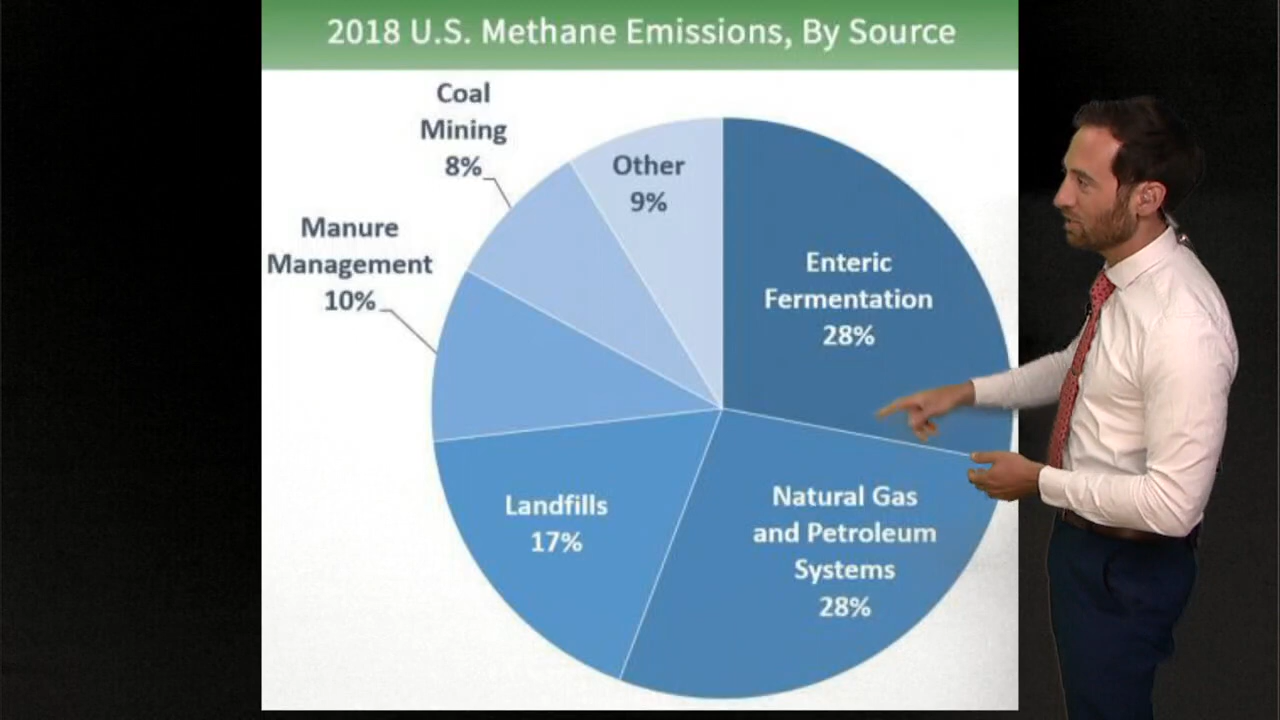 2018 U.S. Methane Emissions, By Source
Coal
Mining
8%
Other
9%
Manure
Management
10%
Enteric
Fermentation
28%
Landfills
17%
Natural Gas
and Petroleum
Systems
28%